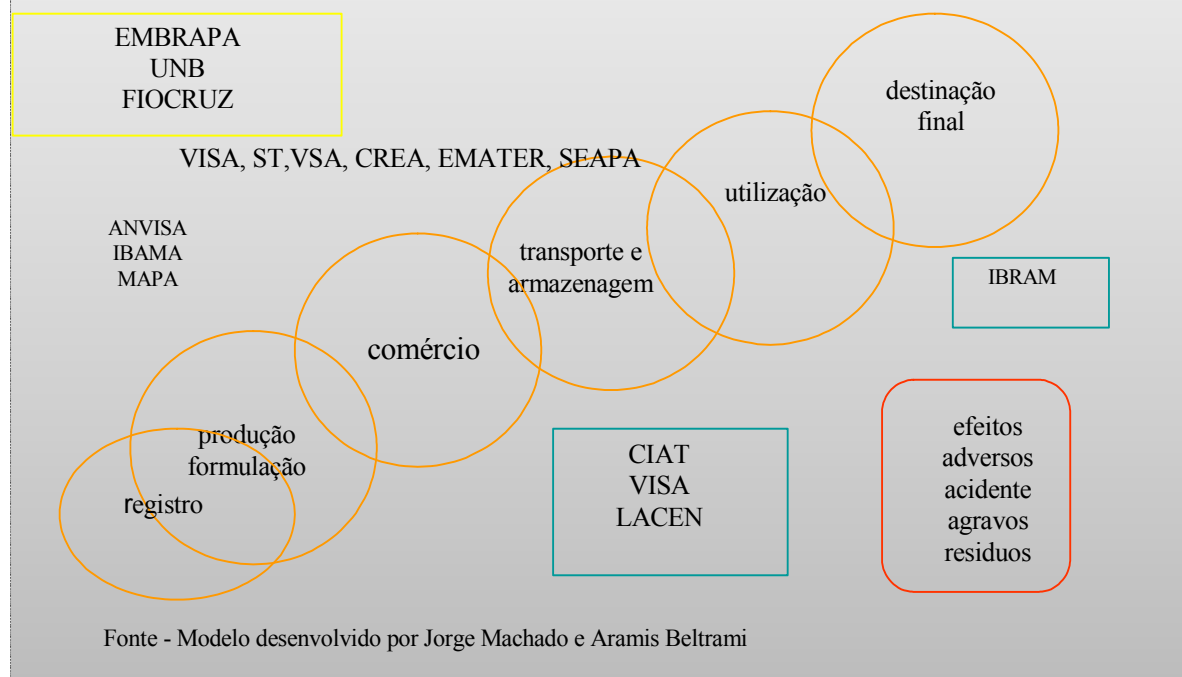 EMBRAPA
UNB
FIOCRUZ
VISA, ST,VSA, CREA, EMATER, SEAPA
ANVISA
IBAMA
MAPA
destinação
final
utilização
transporte e
armazenagem
comércio
produção
formulação
registro
IBRAM
CIAT
VISA
LACEN
efeitos
adversos
acidente
agravos
residuos
Fonte - Modelo desenvolvido por Jorge Machado e Aramis Beltrami